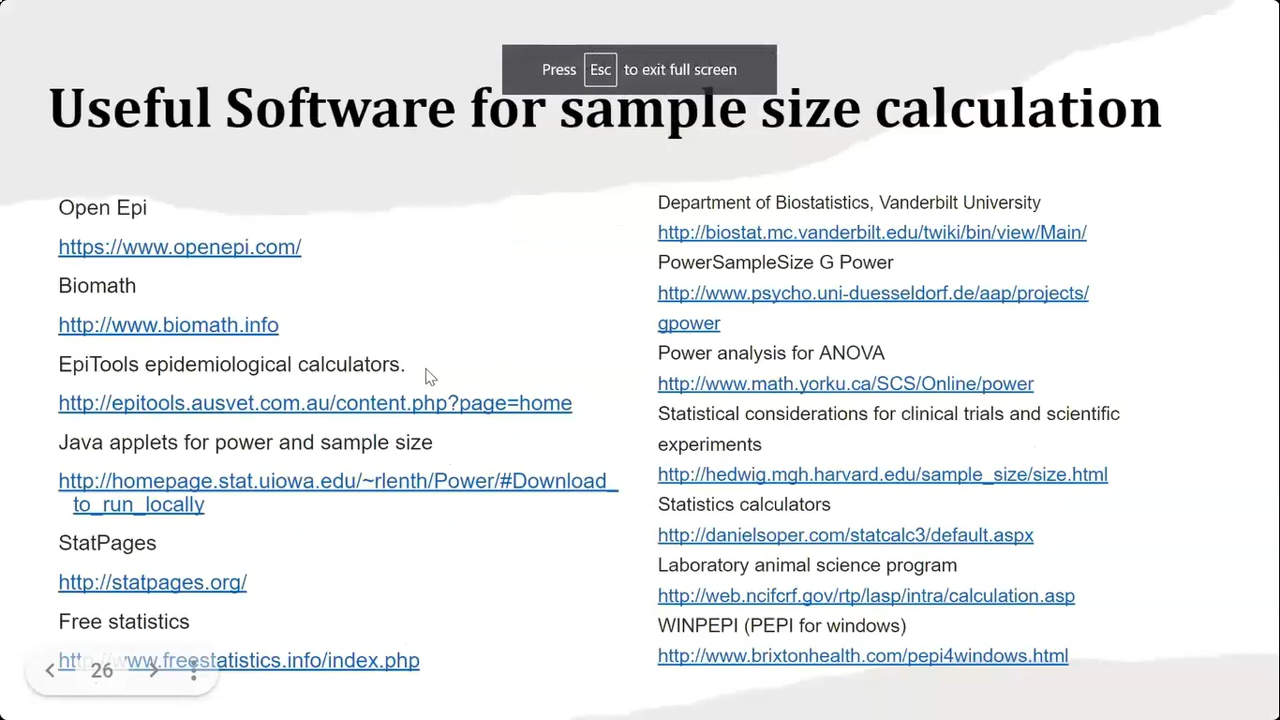 Press Esc to exit full screen
Useful Software for sample size calculation
Open Epi
https://www.openepi.com/
Biomath
http://www.biomath.info
EpiTools epidemiological calculators.
http://epitools.ausvet.com.au/content.php?page=home
Java applets for power and sample size
http://homepage.stat.uiowa.edu/~rlenth/Power/#Download_
to_run_locally
StatPages
http://statpages.org/
Free statistics
http://www.freestatistics.info/index.php
Department of Biostatistics, Vanderbilt University
http://biostat.mc.vanderbilt.edu/twiki/bin/view/Main/
PowerSampleSize G Power
http://www.psycho.uni-duesseldorf.de/aap/projects/
gpower
Power analysis for ANOVA
http://www.math.yorku.ca/SCS/Online/power
Statistical considerations for clinical trials and scientific
experiments
http://hedwig.mgh.harvard.edu/sample_size/size.html
Statistics calculators
http://danielsoper.com/statcalc3/default.aspx
Laboratory animal science program
http://web.ncifcrf.gov/rtp/lasp/intra/calculation.asp
WINPEPI (PEPI for windows)
http://www.brixtonhealth.com/pepi4windows.html
26